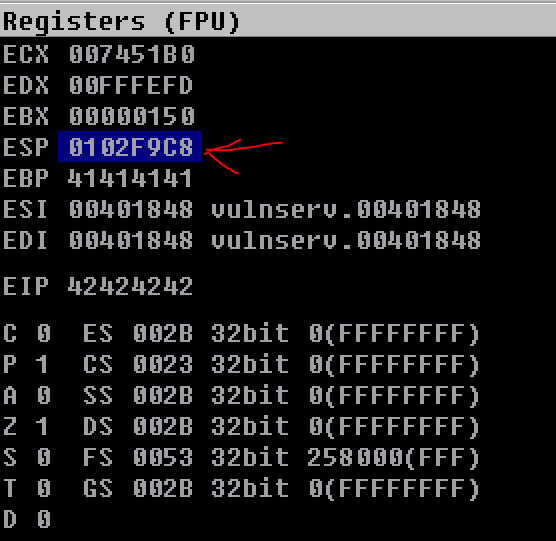 Registers (FPU)
ECX 007451B0
EDX 00FFFEFD
EBX 00000150
ESP 0102F9C8
EBP 41414141
ESI 00401848 vulnserv.00401848
EDI 00401848 vulnserv.00401848
EIP 42424242
C 0 ES 002B 32bit 0(FFFFFFFF)
P 1 CS 0023 32bit 0(FFFFFFFF)
A 0 SS 002B 32bit 0(FFFFFFFF)
Z 1 DS 002B 32bit 0(FFFFFFFF)
S 0 FS 0053 32bit 258000(FFF)
T 0 GS 002B 32bit 0(FFFFFFFF)
D 0